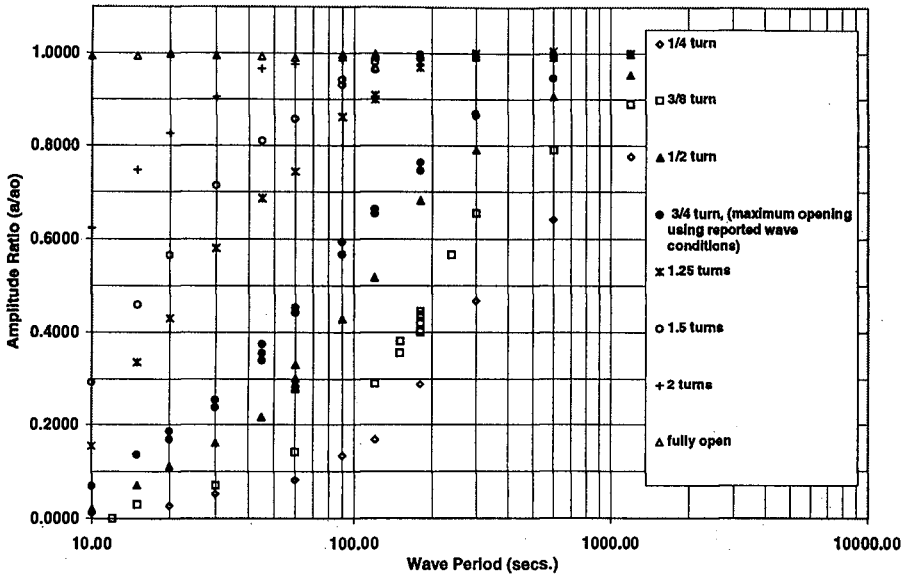 1.0000
0.8000
0.6000
0.4000
0.2000
0.0000
Amplitude Ratio (a/ao)
10.00
100.00
1000.00
10000.00
Wave Period (secs.)
1/4 turn
3/8 turn
1/2 turn
3/4 turn, (maximum opening
using reported wave
conditions)
1.25 turns
1.5 turns
2 turns
fully open